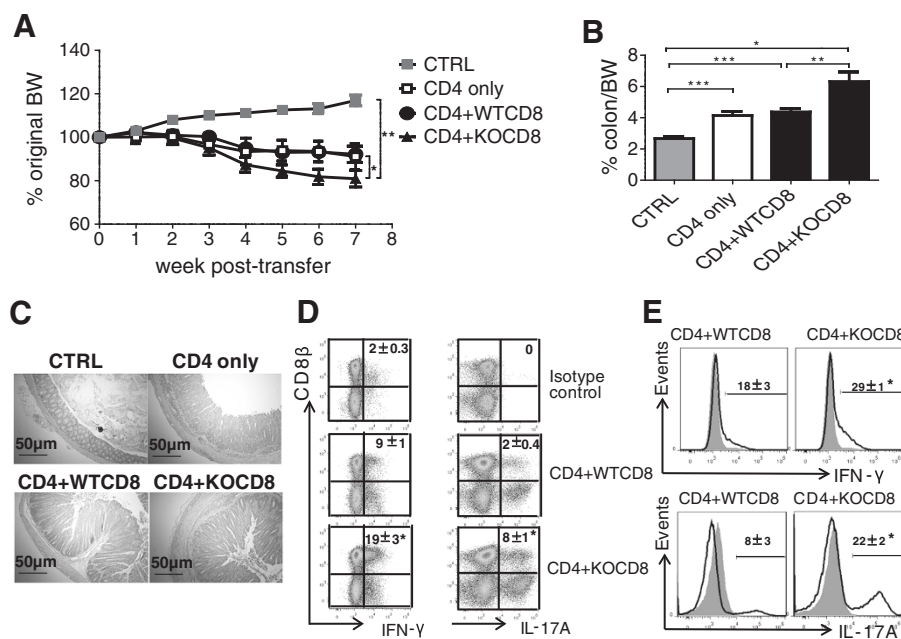 A
% original BW
140
120
100
80
60
0 1 2 3 4 5 6 7 8
week post-transfer
CTRL
CD4 only
CD4+WTCD8
CD4+KOCD8
**
*
B
% colon/BW
8
6
4
2
0
*
***
**
***
CTRL
CD4 only
CD4+WTCD8
CD4+KOCD8
C
CTRL
CD4 only
50μm
50μm
CD4+WTCD8
CD4+KOCD8
50μm
50μm
D
CD8β
2±0.3
0
Isotype control
9±1
2±0.4
CD4+WTCD8
19±3*
8±1*
CD4+KOCD8
IFN-γ
IL-17A
E
CD4+WTCD8
CD4+KOCD8
Events
18±3
29±1*
IFN-γ
CD4+WTCD8
CD4+KOCD8
Events
8±3
22±2*
IL-17A